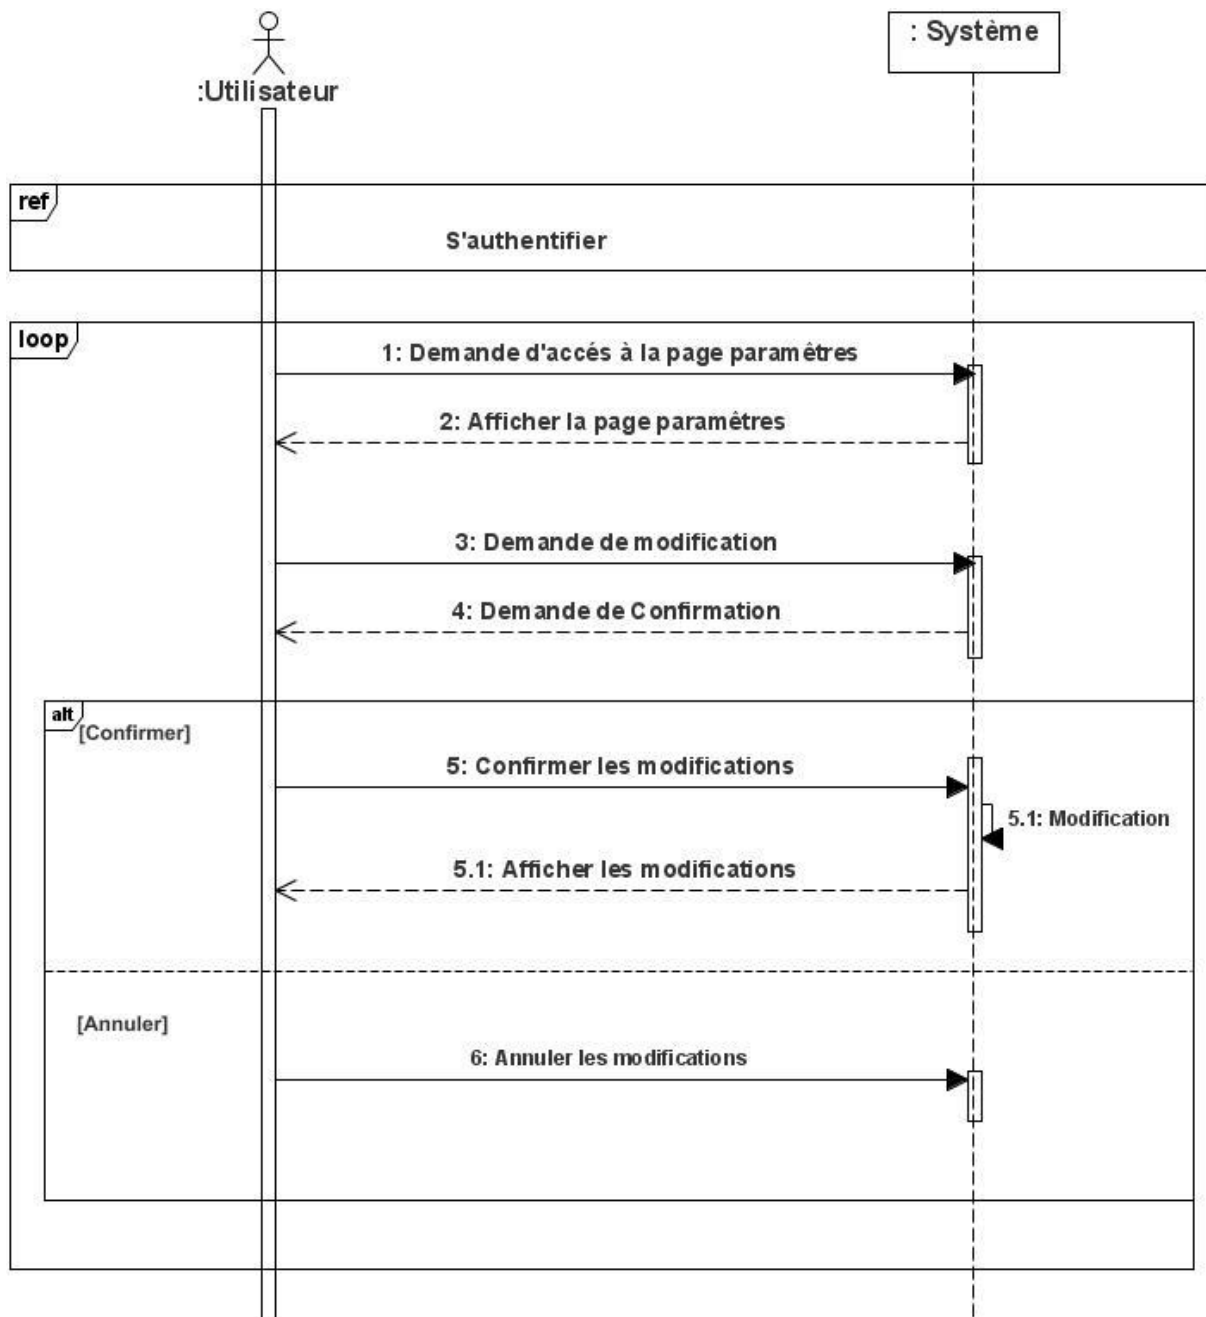 : Système
:Utilisateur
ref
S'authentifier
loop
1: Demande d'accés à la page paramêtres
2: Afficher la page paramêtres
3: Demande de modification
4: Demande de Confirmation
alt
[Confirmer]
5: Confirmer les modifications
5.1: Modification
5.1: Afficher les modifications
[Annuler]
6: Annuler les modifications